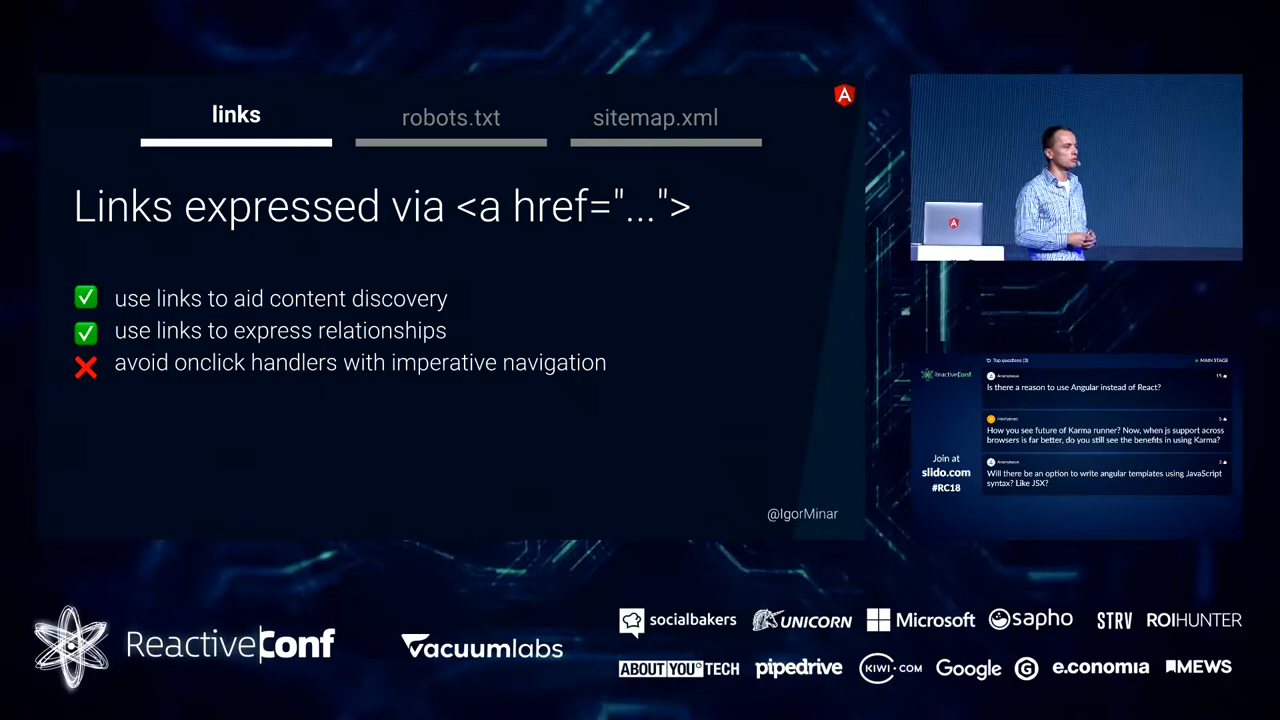 links
robots.txt
sitemap.xml
Links expressed via <a href="...">
use links to aid content discovery
use links to express relationships
avoid onclick handlers with imperative navigation
@IgorMinar
Top questions (3)
MAIN STAGE
ReactiveConf
Anonymous
Is there a reason to use Angular instead of React?
How you see future of Karma runner? Now, when js support across
browsers is far better, do you still see the benefits in using Karma?
Anonymous
Will there be an option to write angular templates using JavaScript
syntax? Like JSX?
Join at
slido.com
#RC18
ReactiveConf
vacuumlabs
socialbakers
UNICORN
Microsoft
sapho
STRV
ROIHUNTER
ABOUT YOU TECH
pipedrive
KIWI.COM
Google
G
e.conomia
MEWS